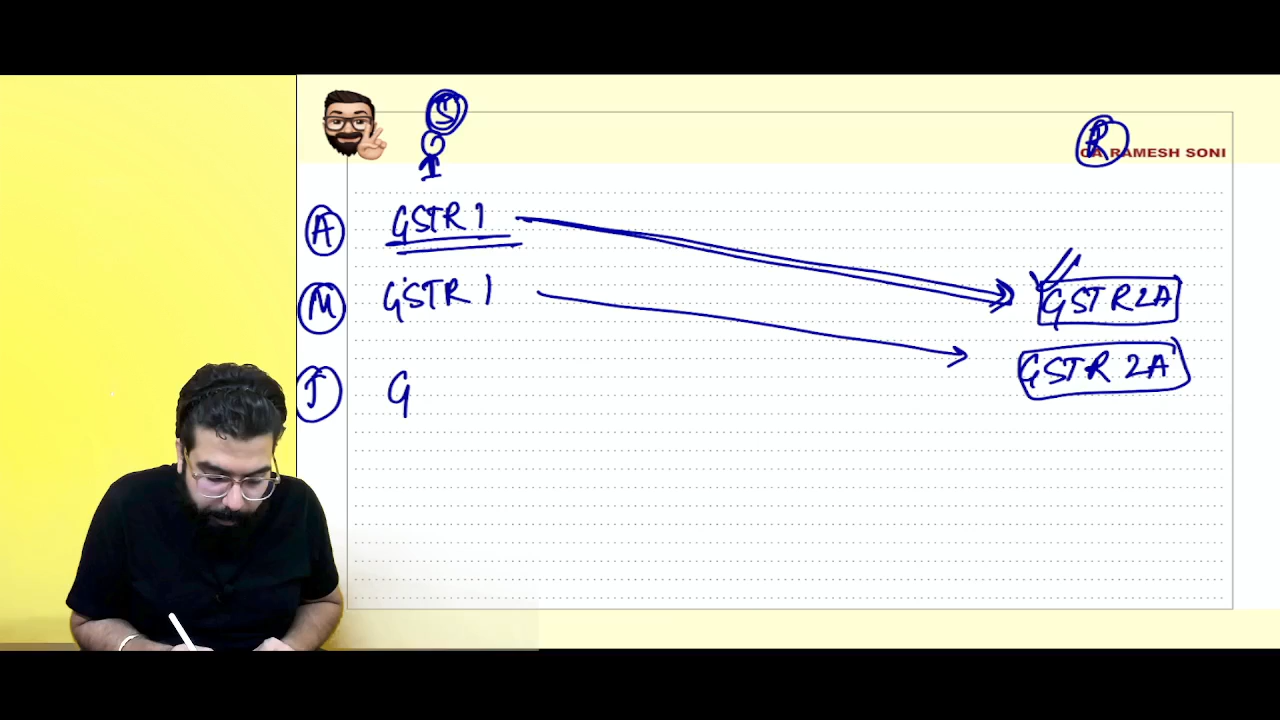 S R
CA RAMESH SONI
A GSTR 1
GSTR 2A
M GSTR 1
GSTR 2A
J G